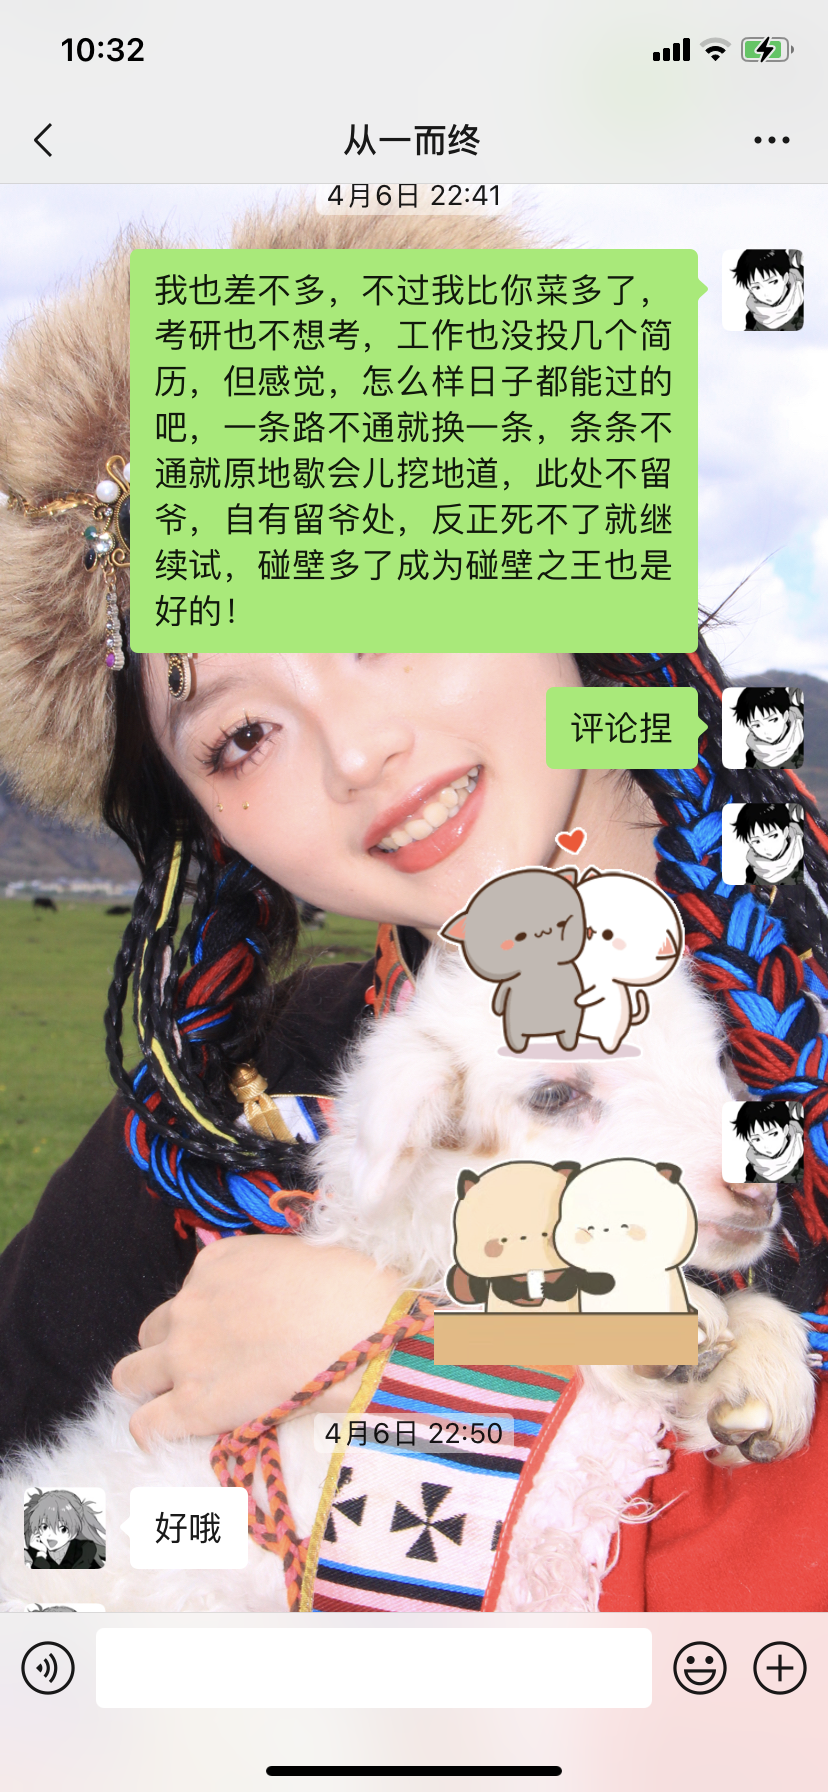 10:32
从一而终
4月6日 22:41
我也差不多，不过我比你菜多了，
考研也不想考，工作也没投几个简
历，但感觉，怎么样日子都能过的
吧，一条路不通就换一条，条条不
通就原地歇会儿挖地道，此处不留
爷，自有留爷处，反正死不了就继
续试，碰壁多了成为碰壁之王也是
好的！
评论捏
4月6日 22:50
好哦